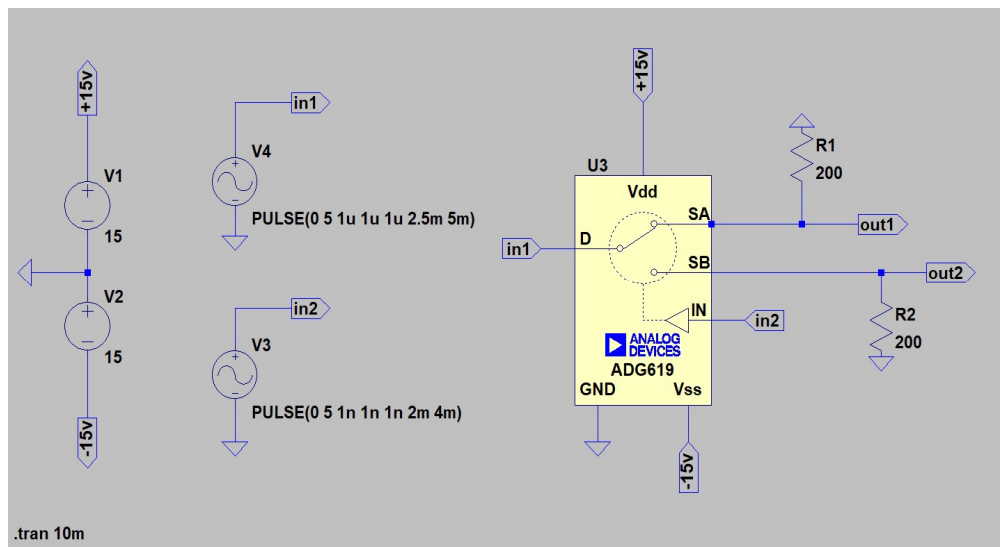 +15v
V1
15
V2
15
-15v
in1
V4
PULSE(0 5 1u 1u 1u 2.5m 5m)
in2
V3
PULSE(0 5 1n 1n 1n 2m 4m)
+15v
U3
Vdd
SA
D
in1
SB
IN
in2
ANALOG
DEVICES
ADG619
GND
Vss
-15v
R1
200
out1
out2
R2
200
.tran 10m